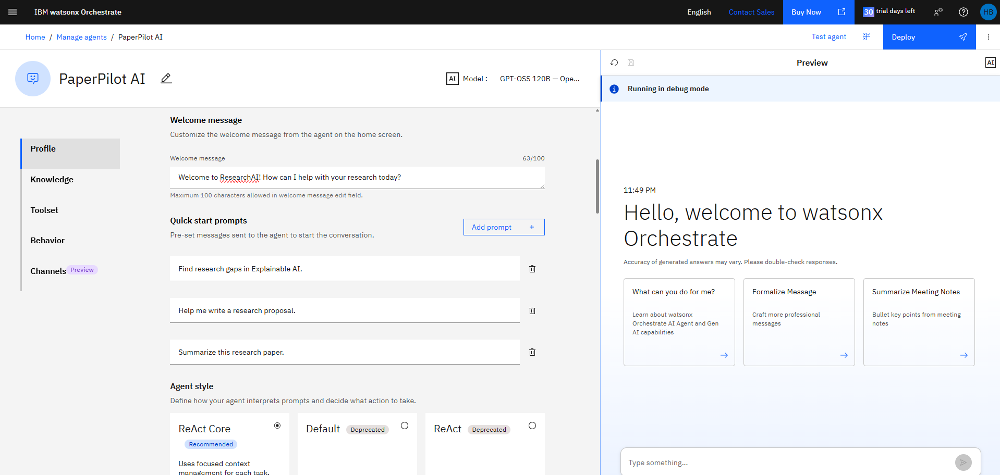 IBM watsonx Orchestrate
English
Contact Sales
Buy Now
30 trial days left
HB
Home / Manage agents / PaperPilot AI
Test agent
Deploy
PaperPilot AI
AI Model :
GPT-OSS 120B — Ope...
Profile
Knowledge
Toolset
Behavior
Channels Preview
Welcome message
Customize the welcome message from the agent on the home screen.
Welcome message
63/100
Welcome to ResearchAI! How can I help with your research today?
Maximum 100 characters allowed in welcome message edit field.
Quick start prompts
Pre-set messages sent to the agent to start the conversation.
Add prompt +
Find research gaps in Explainable AI.
Help me write a research proposal.
Summarize this research paper.
Agent style
Define how your agent interprets prompts and decide what action to take.
ReAct Core
Recommended
Uses focused context
management for each task.
Default Deprecated
ReAct Deprecated
Preview
AI
Running in debug mode
11:49 PM
Hello, welcome to watsonx
Orchestrate
Accuracy of generated answers may vary. Please double-check responses.
What can you do for me?
Learn about watsonx
Orchestrate AI Agent and Gen
AI capabilities
Formalize Message
Craft more professional
messages
Summarize Meeting Notes
Bullet key points from meeting
notes
Type something...